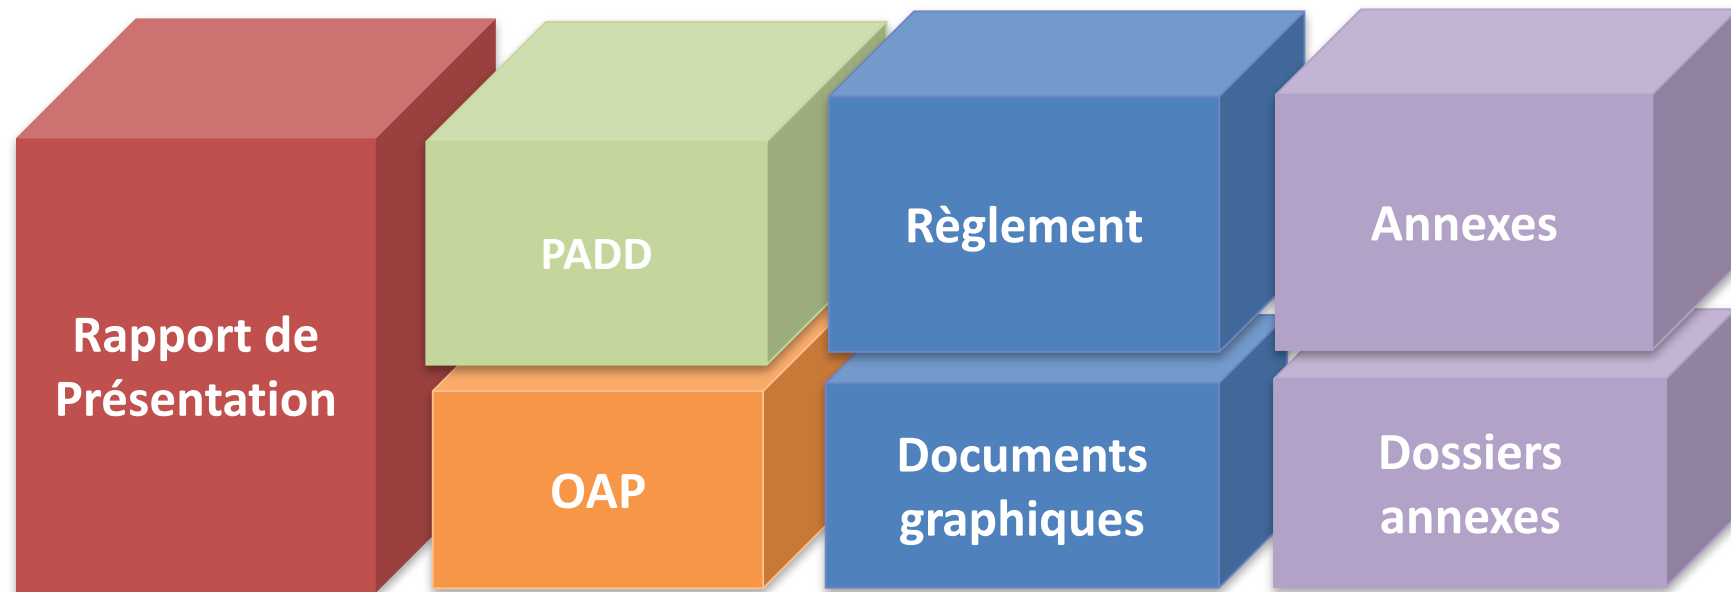 Rapport de
Présentation
PADD
OAP
Règlement
Documents
graphiques
Annexes
Dossiers
annexes